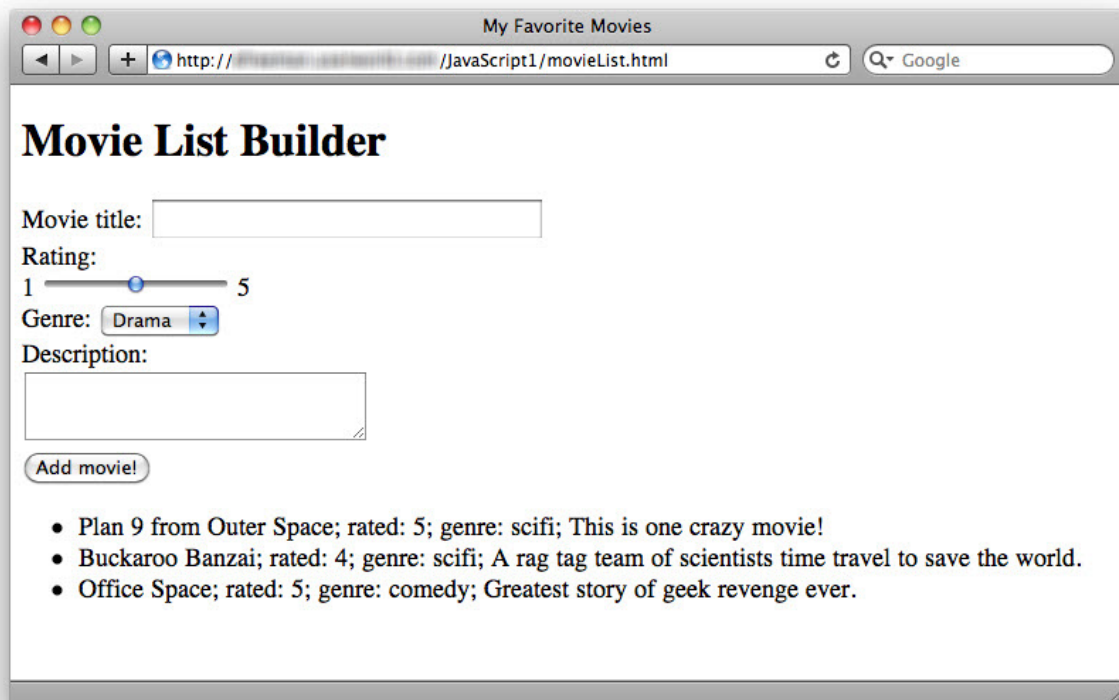 My Favorite Movies
http:// /JavaScript1/movieList.html
Google
Movie List Builder
Movie title:
Rating:
1 5
Genre: Drama
Description:
Add movie!
• Plan 9 from Outer Space; rated: 5; genre: scifi; This is one crazy movie!
• Buckaroo Banzai; rated: 4; genre: scifi; A rag tag team of scientists time travel to save the world.
• Office Space; rated: 5; genre: comedy; Greatest story of geek revenge ever.